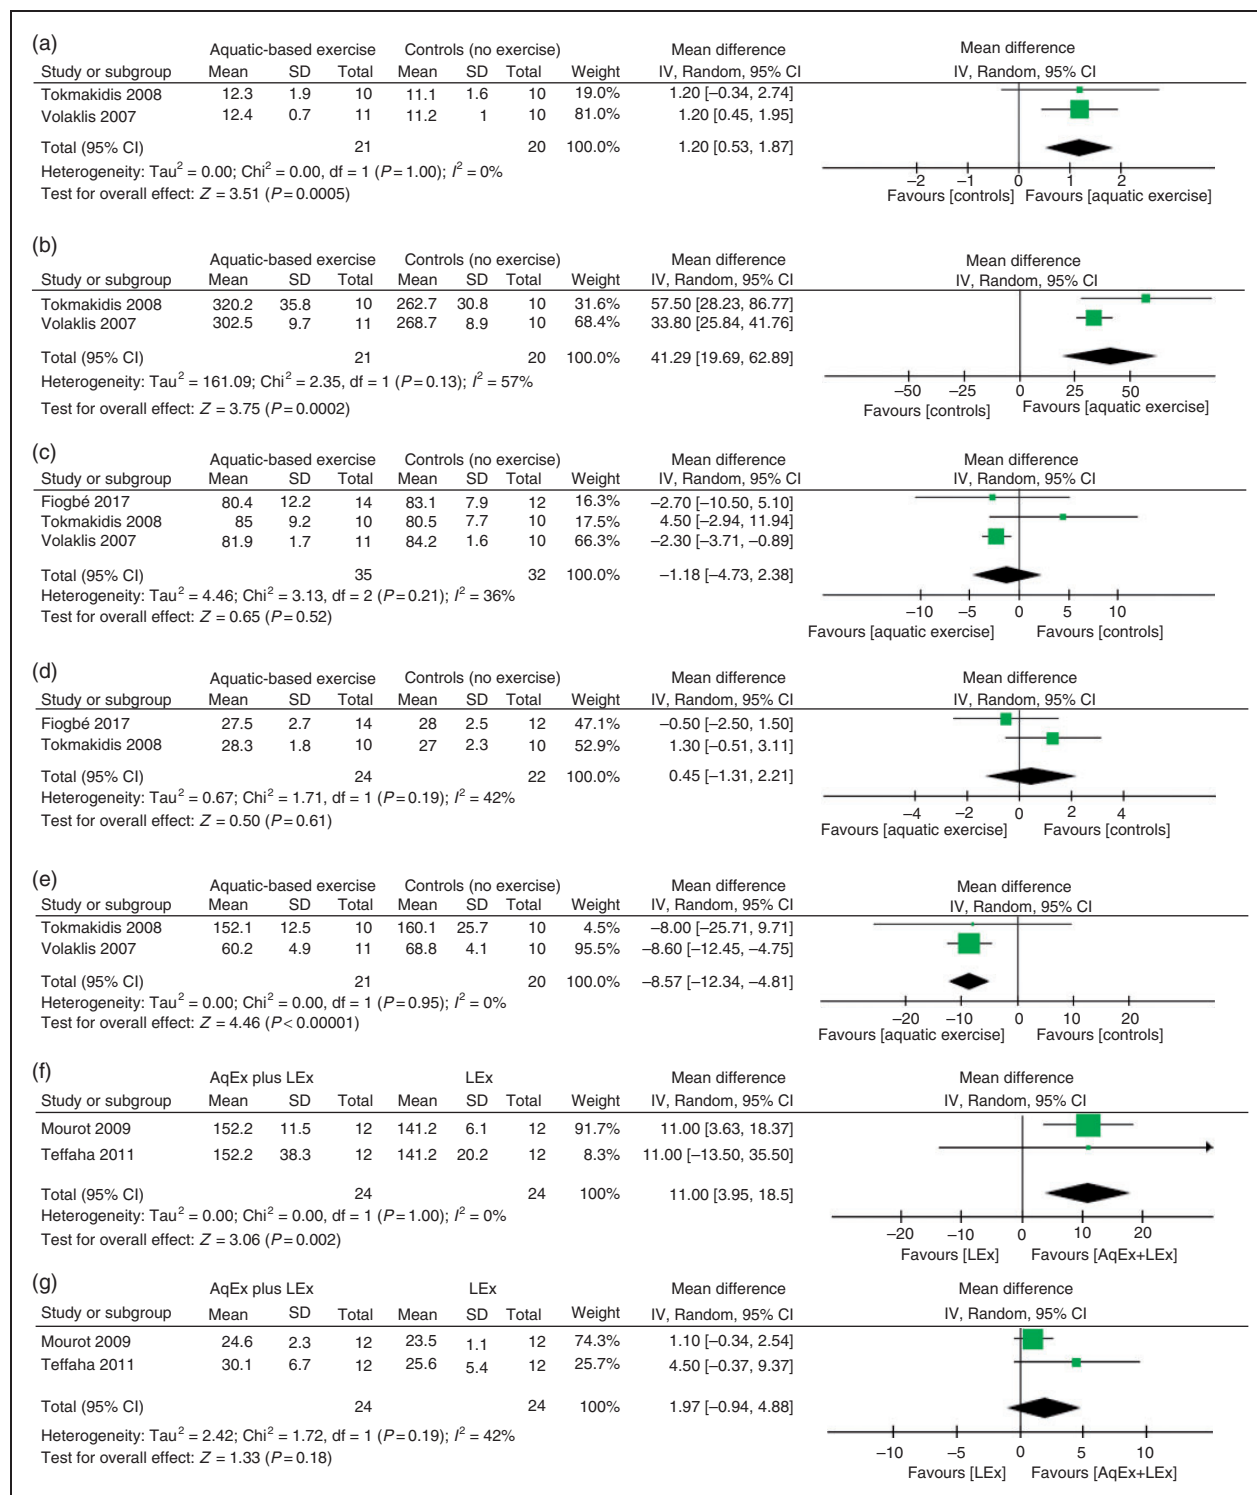 (a)
Aquatic-based exercise Controls (no exercise) Mean difference Mean difference
Study or subgroup Mean SD Total Mean SD Total Weight IV, Random, 95% CI IV, Random, 95% CI
Tokmakidis 2008 12.3 1.9 10 11.1 1.6 10 19.0% 1.20 [–0.34, 2.74]
Volaklis 2007 12.4 0.7 11 11.2 1 10 81.0% 1.20 [0.45, 1.95]
Total (95% CI) 21 20 100.0% 1.20 [0.53, 1.87]
Heterogeneity: Tau² = 0.00; Chi² = 0.00, df = 1 (P = 1.00); I² = 0%
Test for overall effect: Z = 3.51 (P = 0.0005)
–2 –1 0 1 2
Favours [controls] Favours [aquatic exercise]
(b)
Aquatic-based exercise Controls (no exercise) Mean difference Mean difference
Study or subgroup Mean SD Total Mean SD Total Weight IV, Random, 95% CI IV, Random, 95% CI
Tokmakidis 2008 320.2 35.8 10 262.7 30.8 10 31.6% 57.50 [28.23, 86.77]
Volaklis 2007 302.5 9.7 11 268.7 8.9 10 68.4% 33.80 [25.84, 41.76]
Total (95% CI) 21 20 100.0% 41.29 [19.69, 62.89]
Heterogeneity: Tau² = 161.09; Chi² = 2.35, df = 1 (P = 0.13); I² = 57%
Test for overall effect: Z = 3.75 (P = 0.0002)
–50 –25 0 25 50
Favours [controls] Favours [aquatic exercise]
(c)
Aquatic-based exercise Controls (no exercise) Mean difference Mean difference
Study or subgroup Mean SD Total Mean SD Total Weight IV, Random, 95% CI IV, Random, 95% CI
Fiogbé 2017 80.4 12.2 14 83.1 7.9 12 16.3% –2.70 [–10.50, 5.10]
Tokmakidis 2008 85 9.2 10 80.5 7.7 10 17.5% 4.50 [–2.94, 11.94]
Volaklis 2007 81.9 1.7 11 84.2 1.6 10 66.3% –2.30 [–3.71, –0.89]
Total (95% CI) 35 32 100.0% –1.18 [–4.73, 2.38]
Heterogeneity: Tau² = 4.46; Chi² = 3.13, df = 2 (P = 0.21); I² = 36%
Test for overall effect: Z = 0.65 (P = 0.52)
–10 –5 0 5 10
Favours [aquatic exercise] Favours [controls]
(d)
Aquatic-based exercise Controls (no exercise) Mean difference Mean difference
Study or subgroup Mean SD Total Mean SD Total Weight IV, Random, 95% CI IV, Random, 95% CI
Fiogbé 2017 27.5 2.7 14 28 2.5 12 47.1% –0.50 [–2.50, 1.50]
Tokmakidis 2008 28.3 1.8 10 27 2.3 10 52.9% 1.30 [–0.51, 3.11]
Total (95% CI) 24 22 100.0% 0.45 [–1.31, 2.21]
Heterogeneity: Tau² = 0.67; Chi² = 1.71, df = 1 (P = 0.19); I² = 42%
Test for overall effect: Z = 0.50 (P = 0.61)
–4 –2 0 2 4
Favours [aquatic exercise] Favours [controls]
(e)
Aquatic-based exercise Controls (no exercise) Mean difference Mean difference
Study or subgroup Mean SD Total Mean SD Total Weight IV, Random, 95% CI IV, Random, 95% CI
Tokmakidis 2008 152.1 12.5 10 160.1 25.7 10 4.5% –8.00 [–25.71, 9.71]
Volaklis 2007 60.2 4.9 11 68.8 4.1 10 95.5% –8.60 [–12.45, –4.75]
Total (95% CI) 21 20 100.0% –8.57 [–12.34, –4.81]
Heterogeneity: Tau² = 0.00; Chi² = 0.00, df = 1 (P = 0.95); I² = 0%
Test for overall effect: Z = 4.46 (P < 0.00001)
–20 –10 0 10 20
Favours [aquatic exercise] Favours [controls]
(f)
AqEx plus LEx LEx Mean difference Mean difference
Study or subgroup Mean SD Total Mean SD Total Weight IV, Random, 95% CI IV, Random, 95% CI
Mourot 2009 152.2 11.5 12 141.2 6.1 12 91.7% 11.00 [3.63, 18.37]
Teffaha 2011 152.2 38.3 12 141.2 20.2 12 8.3% 11.00 [–13.50, 35.50]
Total (95% CI) 24 24 100% 11.00 [3.95, 18.5]
Heterogeneity: Tau² = 0.00; Chi² = 0.00, df = 1 (P = 1.00); I² = 0%
Test for overall effect: Z = 3.06 (P = 0.002)
–20 –10 0 10 20
Favours [LEx] Favours [AqEx+LEx]
(g)
AqEx plus LEx LEx Mean difference Mean difference
Study or subgroup Mean SD Total Mean SD Total Weight IV, Random, 95% CI IV, Random, 95% CI
Mourot 2009 24.6 2.3 12 23.5 1.1 12 74.3% 1.10 [–0.34, 2.54]
Teffaha 2011 30.1 6.7 12 25.6 5.4 12 25.7% 4.50 [–0.37, 9.37]
Total (95% CI) 24 24 100% 1.97 [–0.94, 4.88]
Heterogeneity: Tau² = 2.42; Chi² = 1.72, df = 1 (P = 0.19); I² = 42%
Test for overall effect: Z = 1.33 (P = 0.18)
–10 –5 0 5 10
Favours [LEx] Favours [AqEx+LEx]